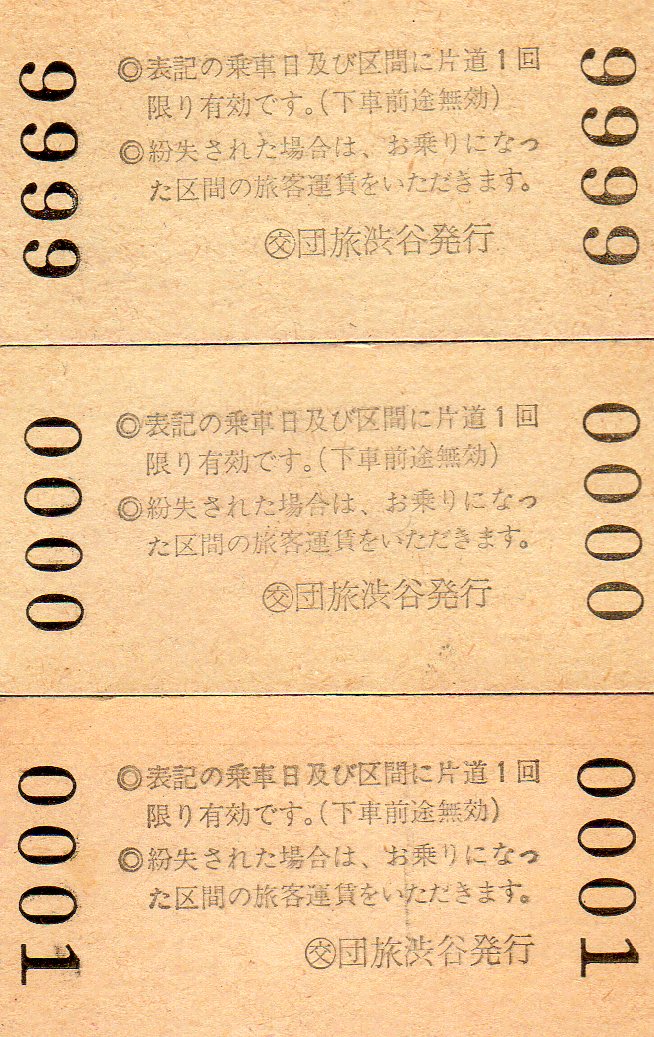 9999
◎表記の乗車日及び区間に片道1回
限り有効です。(下車前途無効)
◎紛失された場合は、お乗りになっ
た区間の旅客運賃をいただきます。
㊋団旅渋谷発行
9999
0000
◎表記の乗車日及び区間に片道1回
限り有効です。(下車前途無効)
◎紛失された場合は、お乗りになっ
た区間の旅客運賃をいただきます。
(交)団旅渋谷発行
0000
0001
◎表記の乗車日及び区間に片道1回
限り有効です。(下車前途無効)
◎紛失された場合は、お乗りになっ
た区間の旅客運賃をいただきます。
(交)団旅渋谷発行
0001